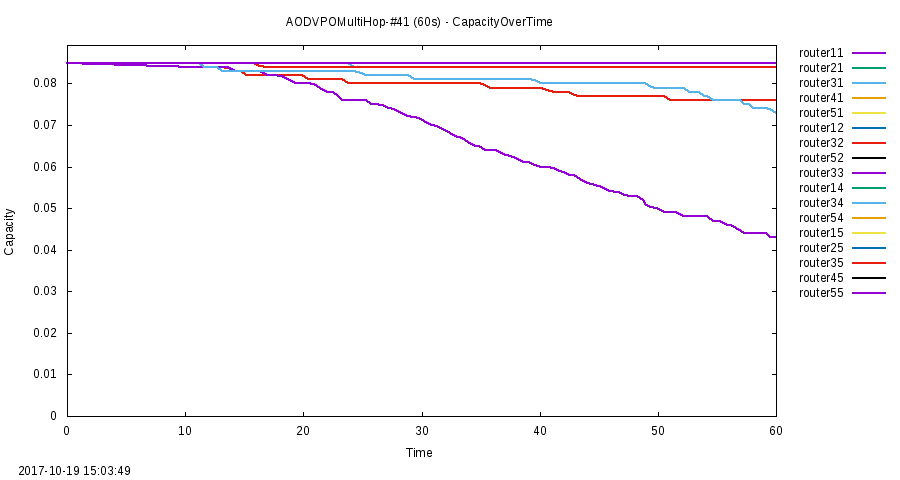 AODVPOMultiHop-#41 (60s) - CapacityOverTime
router11
router21
router31
router41
router51
router12
router32
router52
router33
router14
router34
router54
router15
router25
router35
router45
router55
0.08
0.07
0.06
0.05
0.04
0.03
0.02
0.01
0
Capacity
0 10 20 30 40 50 60
Time
2017-10-19 15:03:49